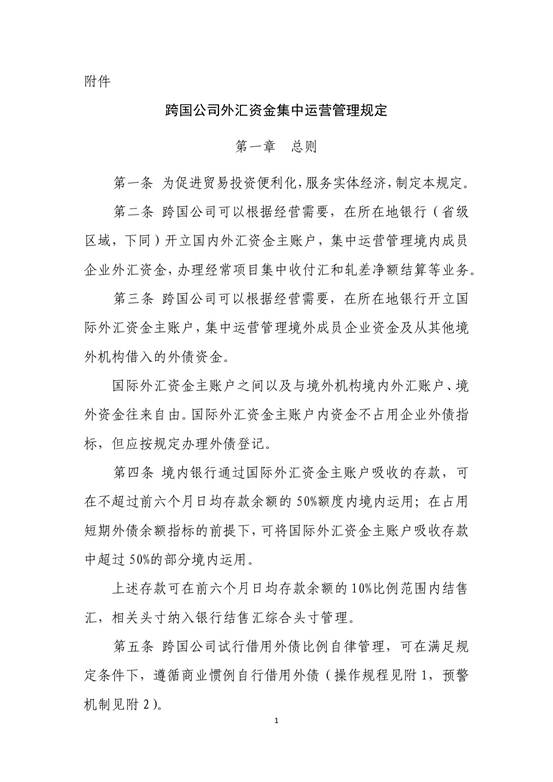 附件
跨国公司外汇资金集中运营管理规定
第一章　总则
第一条 为促进贸易投资便利化，服务实体经济，制定本规定。
第二条 跨国公司可以根据经营需要，在所在地银行（省级
区域，下同）开立国内外汇资金主账户，集中运营管理境内成员
企业外汇资金，办理经常项目集中收付汇和轧差净额结算等业务。
第三条 跨国公司可以根据经营需要，在所在地银行开立国
际外汇资金主账户，集中运营管理境外成员企业资金及从其他境
外机构借入的外债资金。
国际外汇资金主账户之间以及与境外机构境内外汇账户、境
外资金往来自由。国际外汇资金主账户内资金不占用企业外债指
标，但应按规定办理外债登记。
第四条 境内银行通过国际外汇资金主账户吸收的存款，可
在不超过前六个月日均存款余额的 50%额度内境内运用；在占用
短期外债余额指标的前提下，可将国际外汇资金主账户吸收存款
中超过 50%的部分境内运用。
上述存款可在前六个月日均存款余额的 10%比例范围内结售
汇，相关头寸纳入银行结售汇综合头寸管理。
第五条 跨国公司试行借用外债比例自律管理，可在满足规
定条件下，遵循商业惯例自行借用外债（操作规程见附 1，预警
机制见附 2）。
1